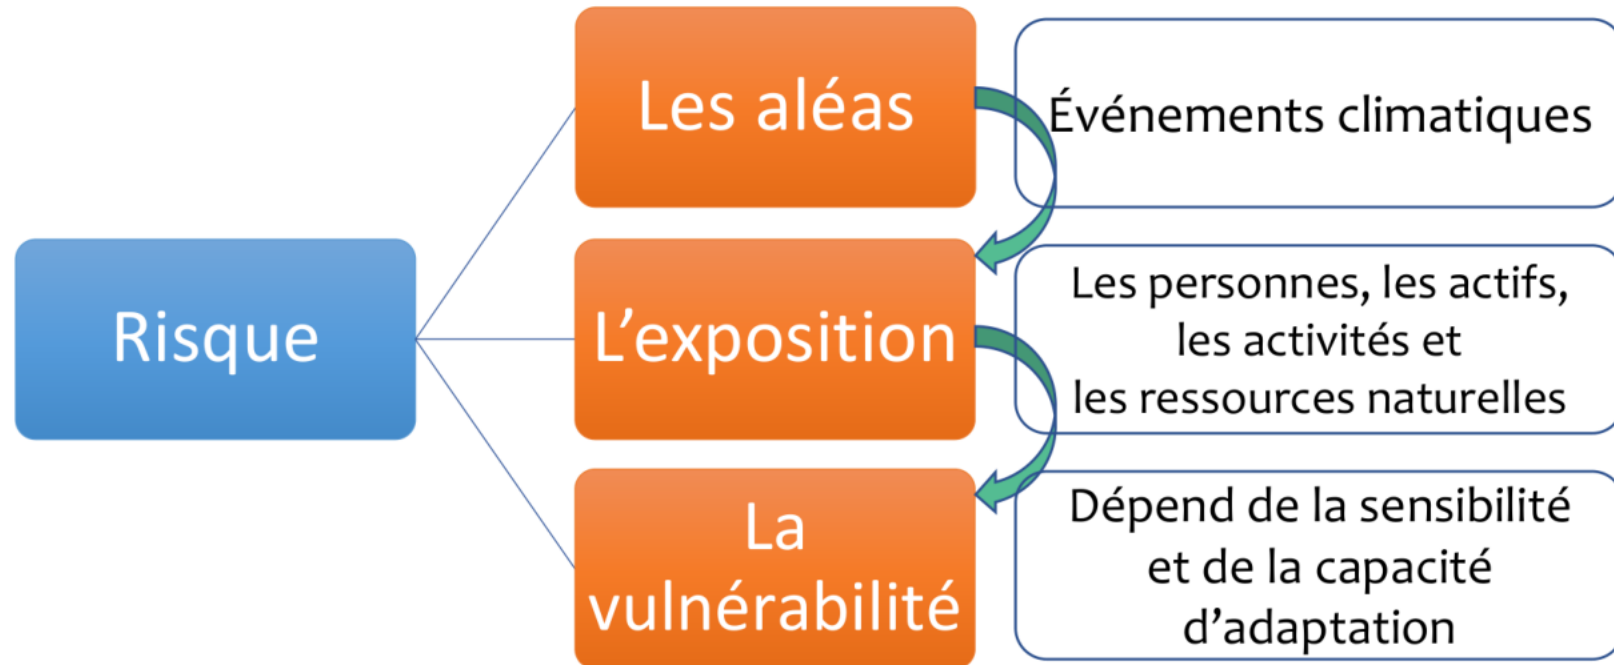 Risque
Les aléas
Événements climatiques
L’exposition
Les personnes, les actifs,
les activités et
les ressources naturelles
La
vulnérabilité
Dépend de la sensibilité
et de la capacité
d’adaptation